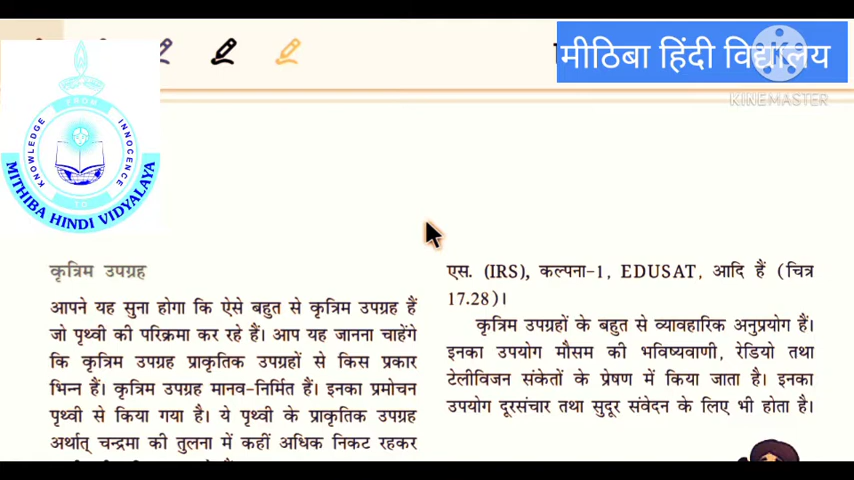 मीठिबा हिंदी विद्यालय
KINEMASTER
KNOWLEDGE
FROM
INNOCENCE
TO
MITHIBA HINDI VIDYALAYA
कृत्रिम उपग्रह
आपने यह सुना होगा कि ऐसे बहुत से कृत्रिम उपग्रह हैं
जो पृथ्वी की परिक्रमा कर रहे हैं। आप यह जानना चाहेंगे
कि कृत्रिम उपग्रह प्राकृतिक उपग्रहों से किस प्रकार
भिन्न हैं। कृत्रिम उपग्रह मानव-निर्मित हैं। इनका प्रमोचन
पृथ्वी से किया गया है। ये पृथ्वी के प्राकृतिक उपग्रह
अर्थात् चन्द्रमा की तुलना में कहीं अधिक निकट रहकर
एस. (IRS), कल्पना-1, EDUSAT, आदि हैं (चित्र
17.28)।
कृत्रिम उपग्रहों के बहुत से व्यावहारिक अनुप्रयोग हैं।
इनका उपयोग मौसम की भविष्यवाणी, रेडियो तथा
टेलीविजन संकेतों के प्रेषण में किया जाता है। इनका
उपयोग दूरसंचार तथा सुदूर संवेदन के लिए भी होता है।